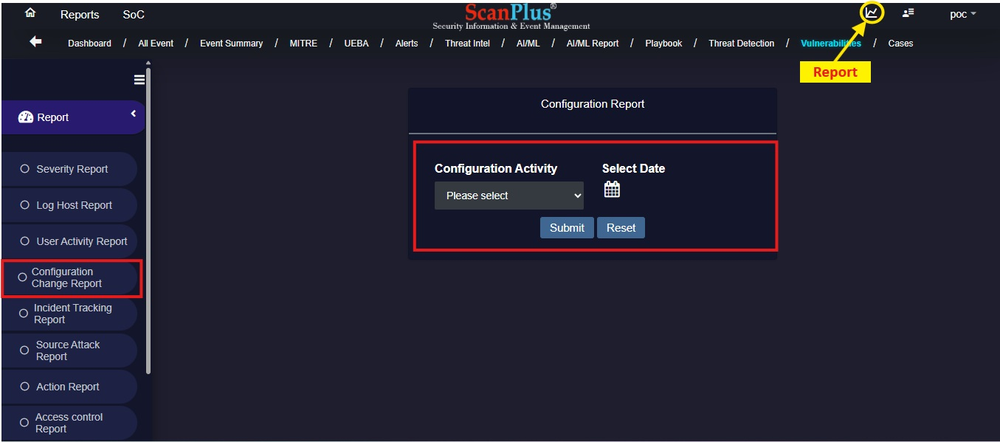 Reports SoC
ScanPlus®
Security Information & Event Management
poc
Dashboard / All Event / Event Summary / MITRE / UEBA / Alerts / Threat Intel / AI/ML / AI/ML Report / Playbook / Threat Detection / Vulnerabilities / Cases
Report
Report
Severity Report
Log Host Report
User Activity Report
Configuration
Change Report
Incident Tracking
Report
Source Attack
Report
Action Report
Access control
Report
Configuration Report
Configuration Activity Select Date
Please select
Submit Reset